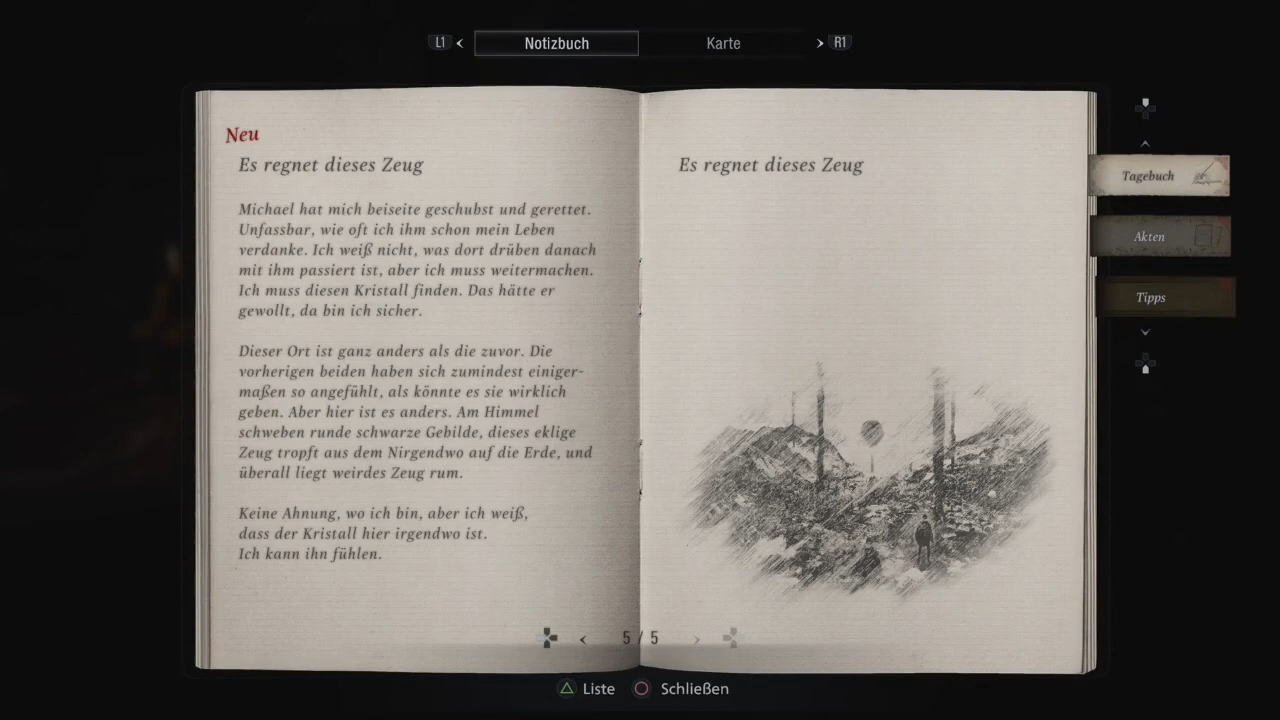 L1 Notizbuch Karte R1
Neu
Es regnet dieses Zeug
Michael hat mich beiseite geschubst und gerettet.
Unfassbar, wie oft ich ihm schon mein Leben
verdanke. Ich weiß nicht, was dort drüben danach
mit ihm passiert ist, aber ich muss weitermachen.
Ich muss diesen Kristall finden. Das hätte er
gewollt, da bin ich sicher.
Dieser Ort ist ganz anders als die zuvor. Die
vorherigen beiden haben sich zumindest einiger-
maßen so angefühlt, als könnte es sie wirklich
geben. Aber hier ist es anders. Am Himmel
schweben runde schwarze Gebilde, dieses eklige
Zeug tropft aus dem Nirgendwo auf die Erde, und
überall liegt weirdes Zeug rum.
Keine Ahnung, wo ich bin, aber ich weiß,
dass der Kristall hier irgendwo ist.
Ich kann ihn fühlen.
Es regnet dieses Zeug
Tagebuch
Akten
Tipps
5 / 5
Liste Schließen